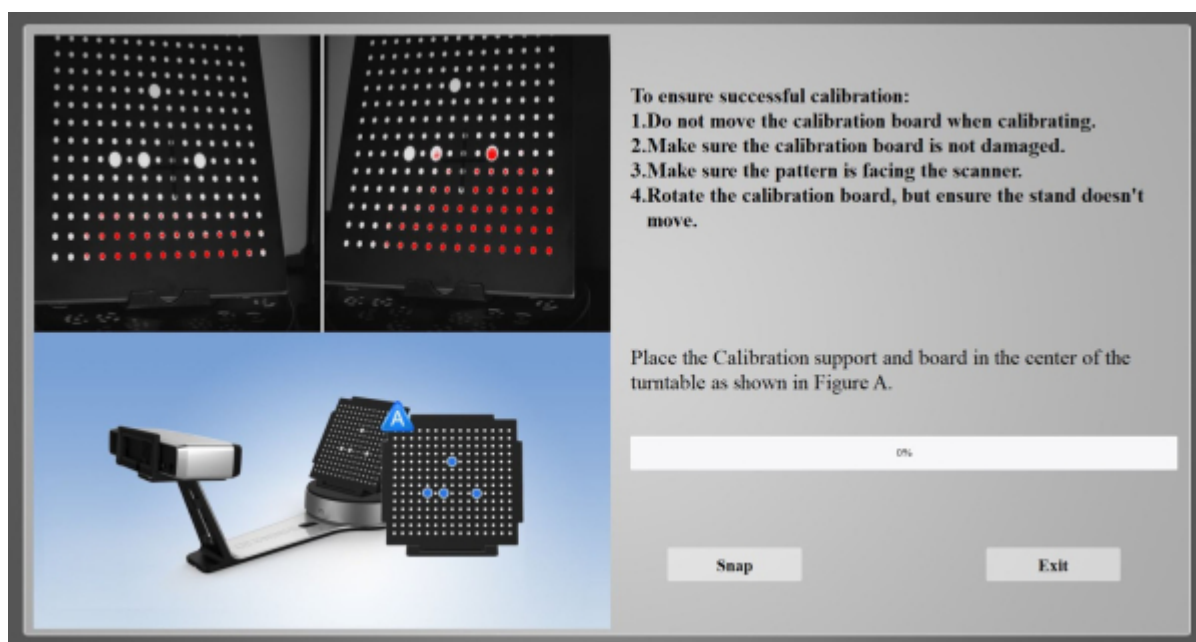 To ensure successful calibration:
1.Do not move the calibration board when calibrating.
2.Make sure the calibration board is not damaged.
3.Make sure the pattern is facing the scanner.
4.Rotate the calibration board, but ensure the stand doesn't
move.
Place the Calibration support and board in the center of the
turntable as shown in Figure A.
A
0%
Snap
Exit